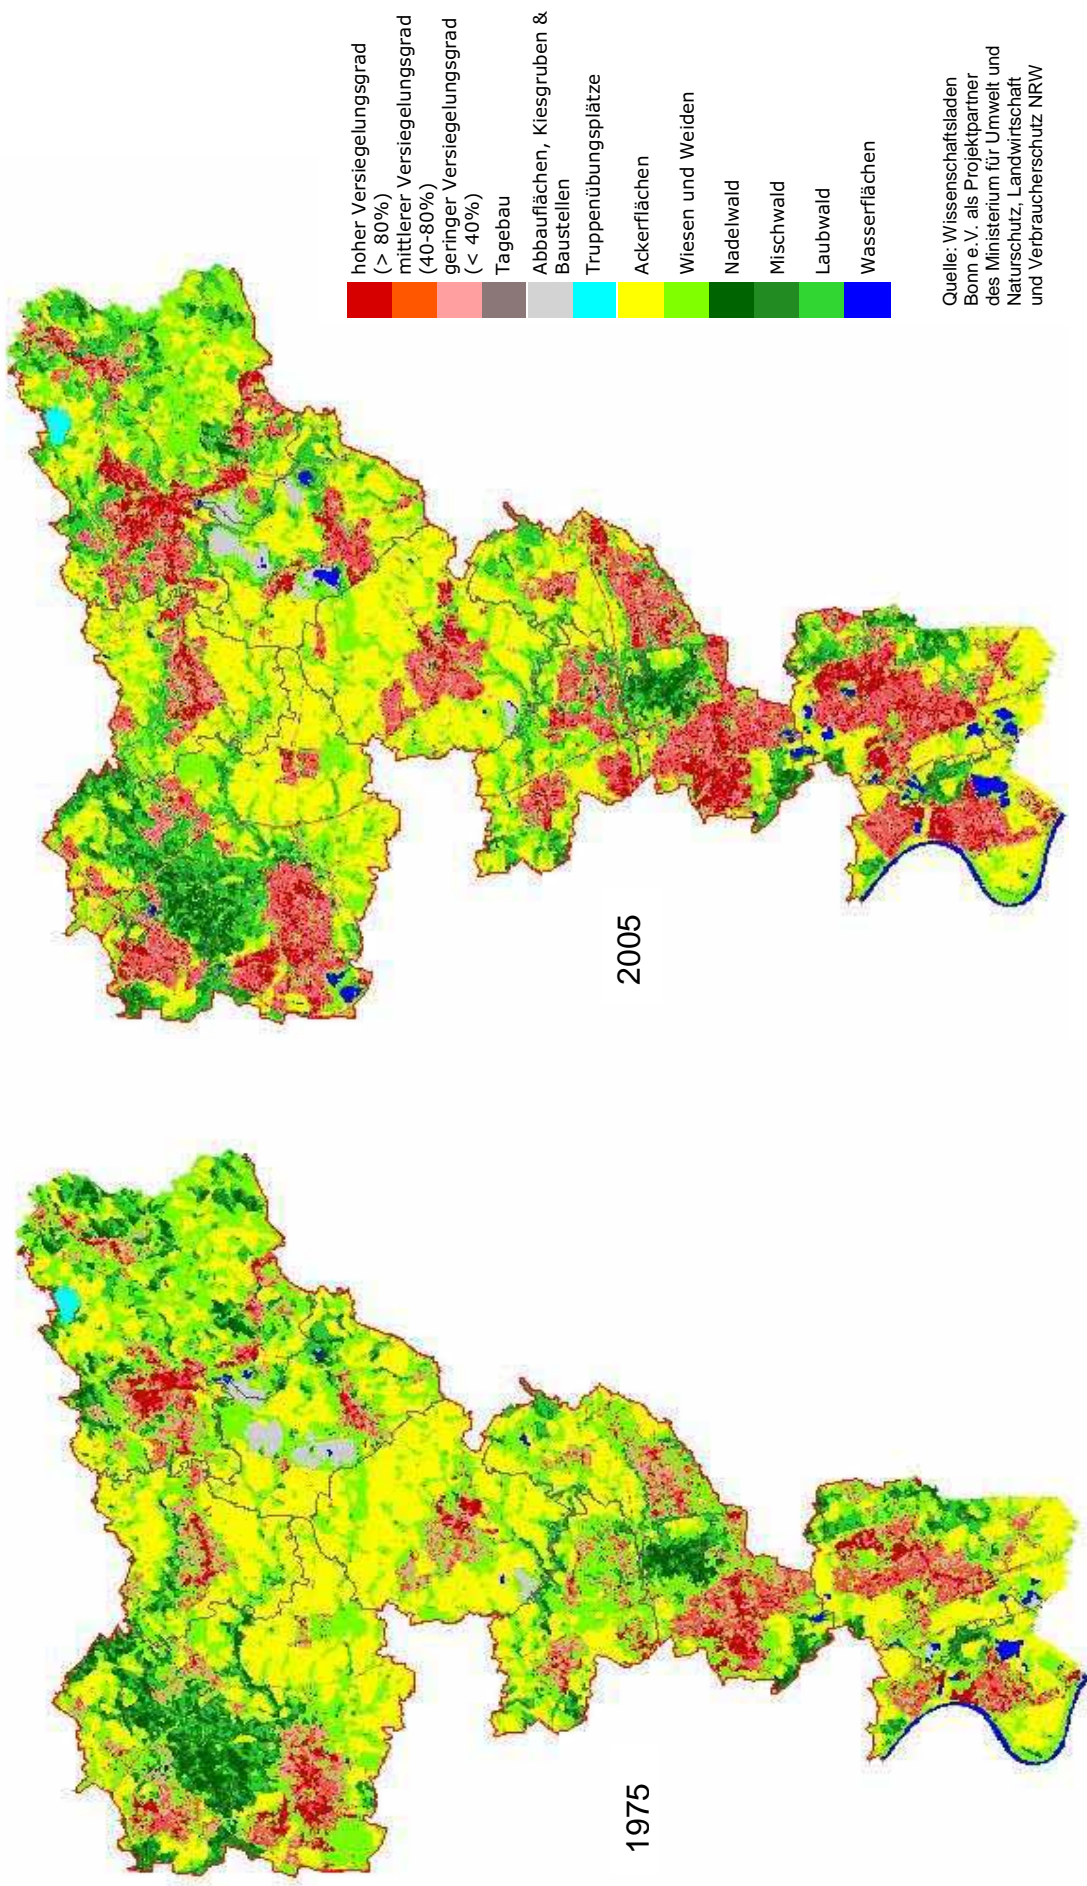 1975
2005
hoher Versiegelungsgrad
(> 80%)
mittlerer Versiegelungsgrad
(40-80%)
geringer Versiegelungsgrad
(< 40%)
Tagebau
Abbauflächen, Kiesgruben &
Baustellen
Truppenübungsplätze
Ackerflächen
Wiesen und Weiden
Nadelwald
Mischwald
Laubwald
Wasserflächen
Quelle: Wissenschaftsladen
Bonn e.V. als Projektpartner
des Ministerium für Umwelt und
Naturschutz, Landwirtschaft
und Verbraucherschutz NRW